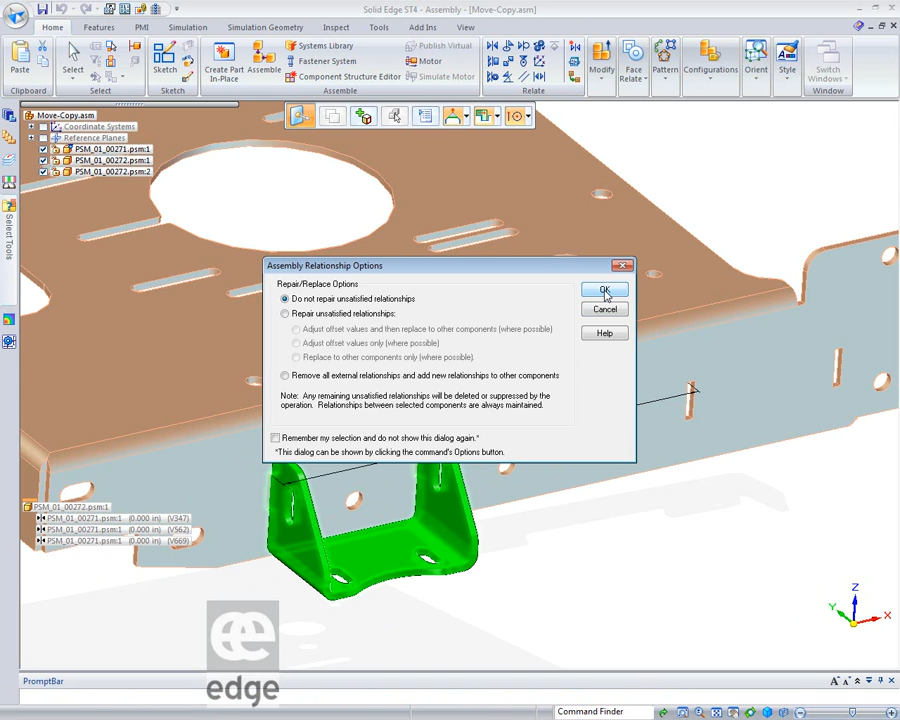 Solid Edge ST4 - Assembly - [Move-Copy.asm]
Home Features PMI Simulation Simulation Geometry Inspect Tools Add Ins View
Paste
Clipboard
Select
Select
Sketch
Sketch
Create Part
In-Place
Assemble
Systems Library
Fastener System
Component Structure Editor
Publish Virtual
Motor
Simulate Motor
Assemble
Relate
Modify
Face
Relate
Pattern
Configurations
Orient
Style
Switch
Windows
Window
Select Tools
Move-Copy.asm
Coordinate Systems
Reference Planes
PSM_01_00271.psm:1
PSM_01_00272.psm:1
PSM_01_00272.psm:2
Assembly Relationship Options
Repair/Replace Options
Do not repair unsatisfied relationships
Repair unsatisfied relationships:
Adjust offset values and then replace to other components (where possible)
Adjust offset values only (where possible)
Replace to other components only (where possible).
Remove all external relationships and add new relationships to other components
Note: Any remaining unsatisfied relationships will be deleted or suppressed by the
operation. Relationships between selected components are always maintained.
Remember my selection and do not show this dialog again.*
*This dialog can be shown by clicking the command's Options button.
OK
Cancel
Help
PSM_01_00272.psm:1
PSM_01_00271.psm:1 (0.000 in) (V347)
PSM_01_00271.psm:1 (0.000 in) (V562)
PSM_01_00271.psm:1 (0.000 in) (V669)
Z
Y
X
edge
PromptBar
Command Finder